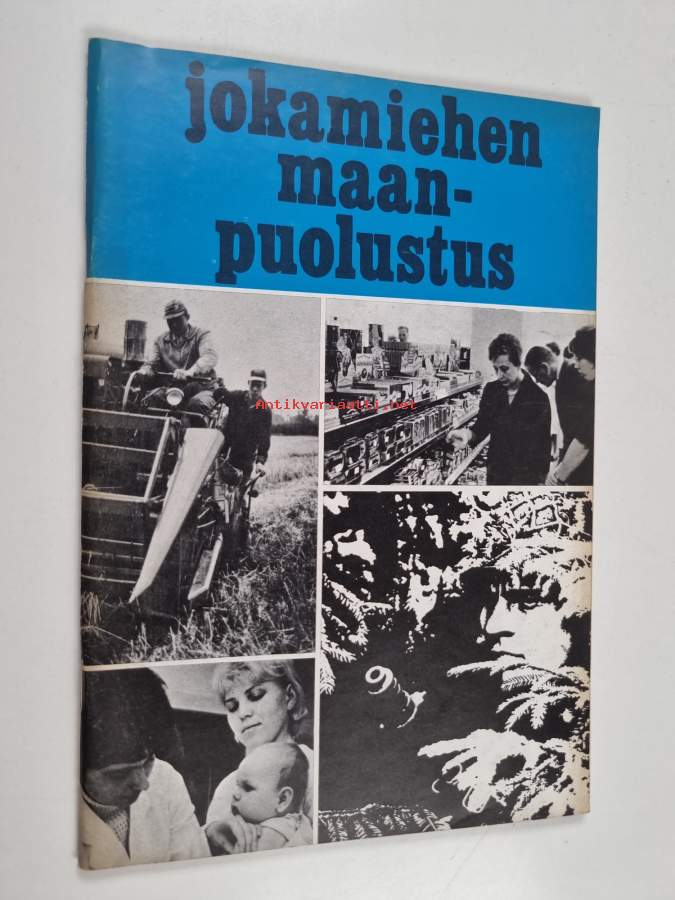 jokamiehen
maan-
puolustus
Antikvariaatti.net